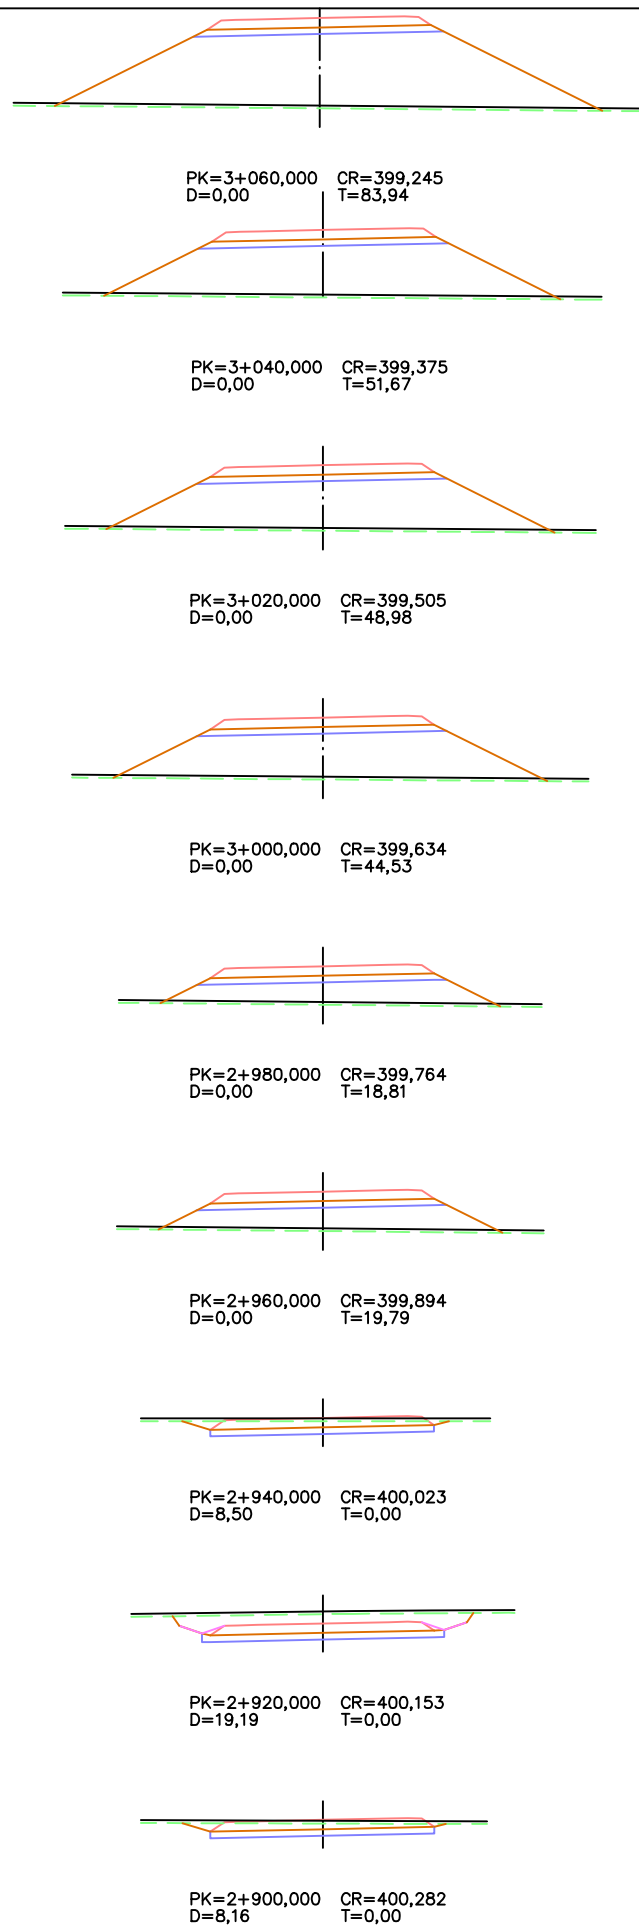 PK=3+060,000 CR=399,245
D=0,00 T=83,94
PK=3+040,000 CR=399,375
D=0,00 T=51,67
PK=3+020,000 CR=399,505
D=0,00 T=48,98
PK=3+000,000 CR=399,634
D=0,00 T=44,53
PK=2+980,000 CR=399,764
D=0,00 T=18,81
PK=2+960,000 CR=399,894
D=0,00 T=19,79
PK=2+940,000 CR=400,023
D=8,50 T=0,00
PK=2+920,000 CR=400,153
D=19,19 T=0,00
PK=2+900,000 CR=400,282
D=8,16 T=0,00